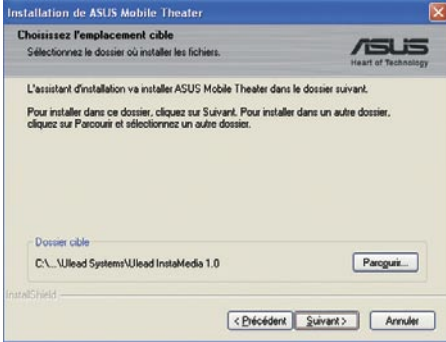 Installation de ASUS Mobile Theater
Choisissez l'emplacement cible
Sélectionnez le dossier où installer les fichiers.
ASUS
Heart of Technology
L'assistant d'installation va installer ASUS Mobile Theater dans le dossier suivant.
Pour installer dans ce dossier, cliquez sur Suivant. Pour installer dans un autre dossier,
cliquez sur Parcourir et sélectionnez un autre dossier.
Dossier cible
C:\...\Ulead Systems\Ulead InstaMedia 1.0
Parcourir...
InstallShield
< Précédent
Suivant >
Annuler